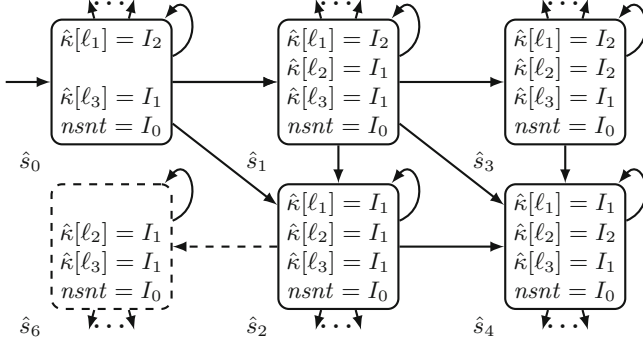 ...
...
...
κ̂[ℓ₁] = I₂
κ̂[ℓ₃] = I₁
nsnt = I₀
ŝ₀
κ̂[ℓ₁] = I₂
κ̂[ℓ₂] = I₁
κ̂[ℓ₃] = I₁
nsnt = I₀
ŝ₁
κ̂[ℓ₁] = I₂
κ̂[ℓ₂] = I₂
κ̂[ℓ₃] = I₁
nsnt = I₀
ŝ₃
κ̂[ℓ₂] = I₁
κ̂[ℓ₃] = I₁
nsnt = I₀
ŝ₆
...
κ̂[ℓ₁] = I₁
κ̂[ℓ₂] = I₁
κ̂[ℓ₃] = I₁
nsnt = I₀
ŝ₂
...
κ̂[ℓ₁] = I₁
κ̂[ℓ₂] = I₂
κ̂[ℓ₃] = I₁
nsnt = I₀
ŝ₄
...